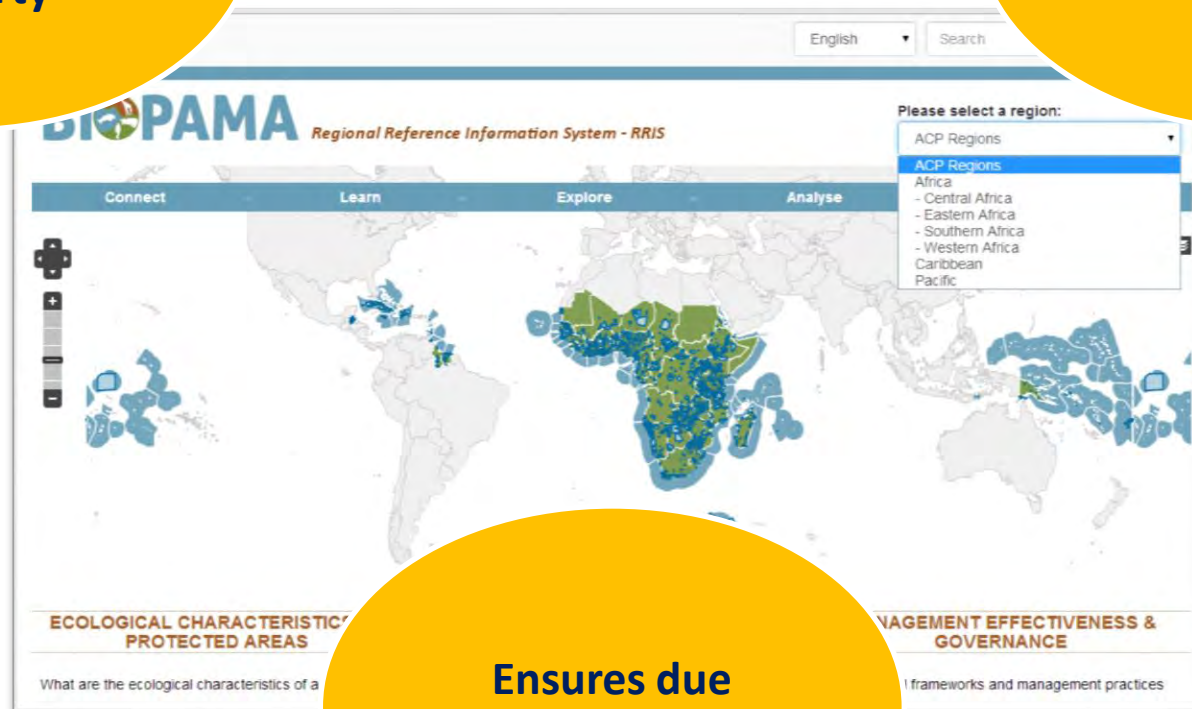 English Search
BIOPAMA Regional Reference Information System - RRIS
Please select a region:
ACP Regions
ACP Regions
Africa
- Central Africa
- Eastern Africa
- Southern Africa
- Western Africa
Caribbean
Pacific
Connect Learn Explore Analyse
ECOLOGICAL CHARACTERISTICS
PROTECTED AREAS
What are the ecological characteristics of a
Ensures due
EFFECTIVENESS &
GOVERNANCE
frameworks and management practices